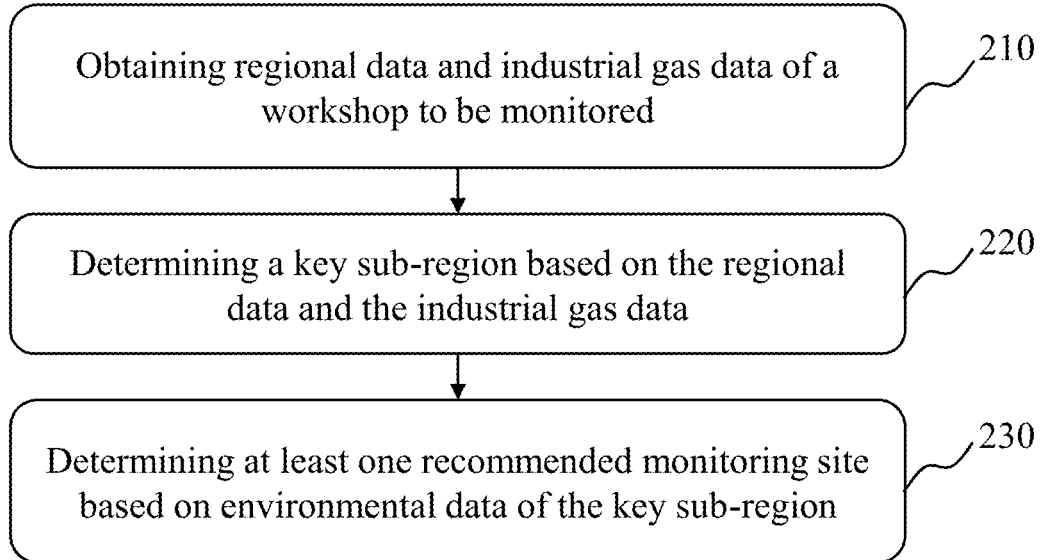 Obtaining regional data and industrial gas data of a
workshop to be monitored
210
Determining a key sub-region based on the regional
data and the industrial gas data
220
Determining at least one recommended monitoring site
based on environmental data of the key sub-region
230